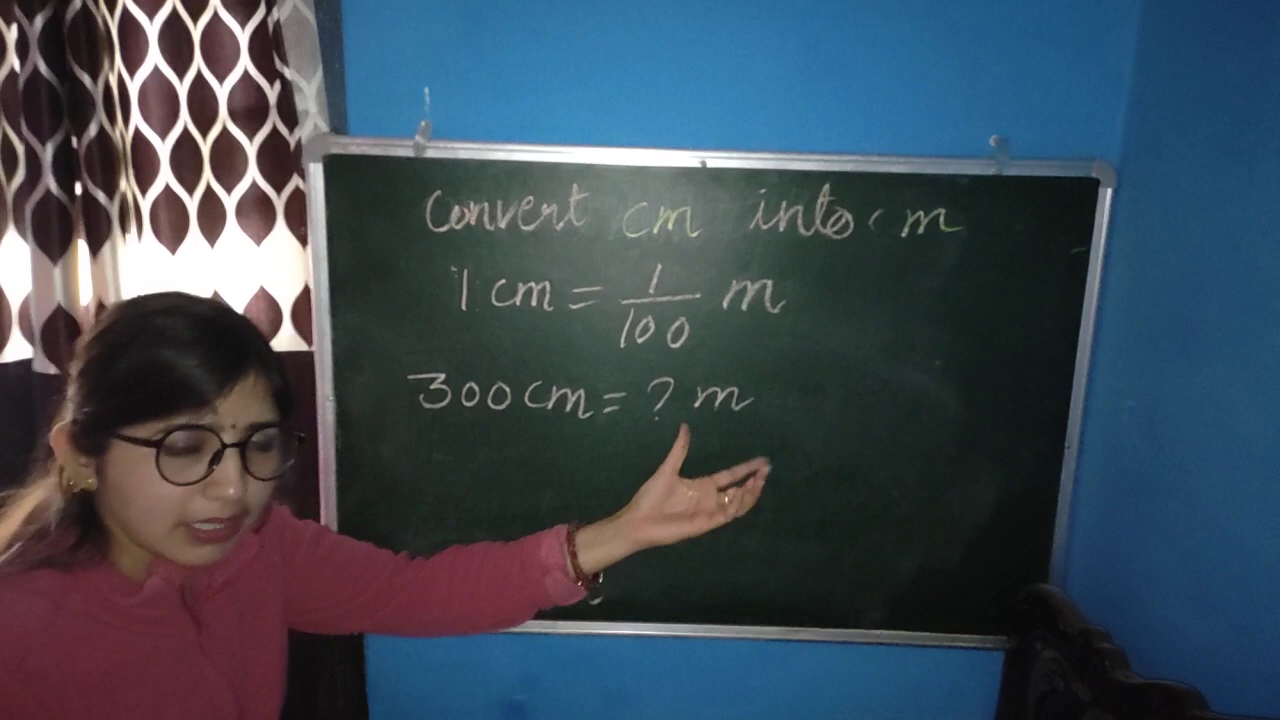 Convert cm into m
1 cm = 1/100 m
300 cm = ? m